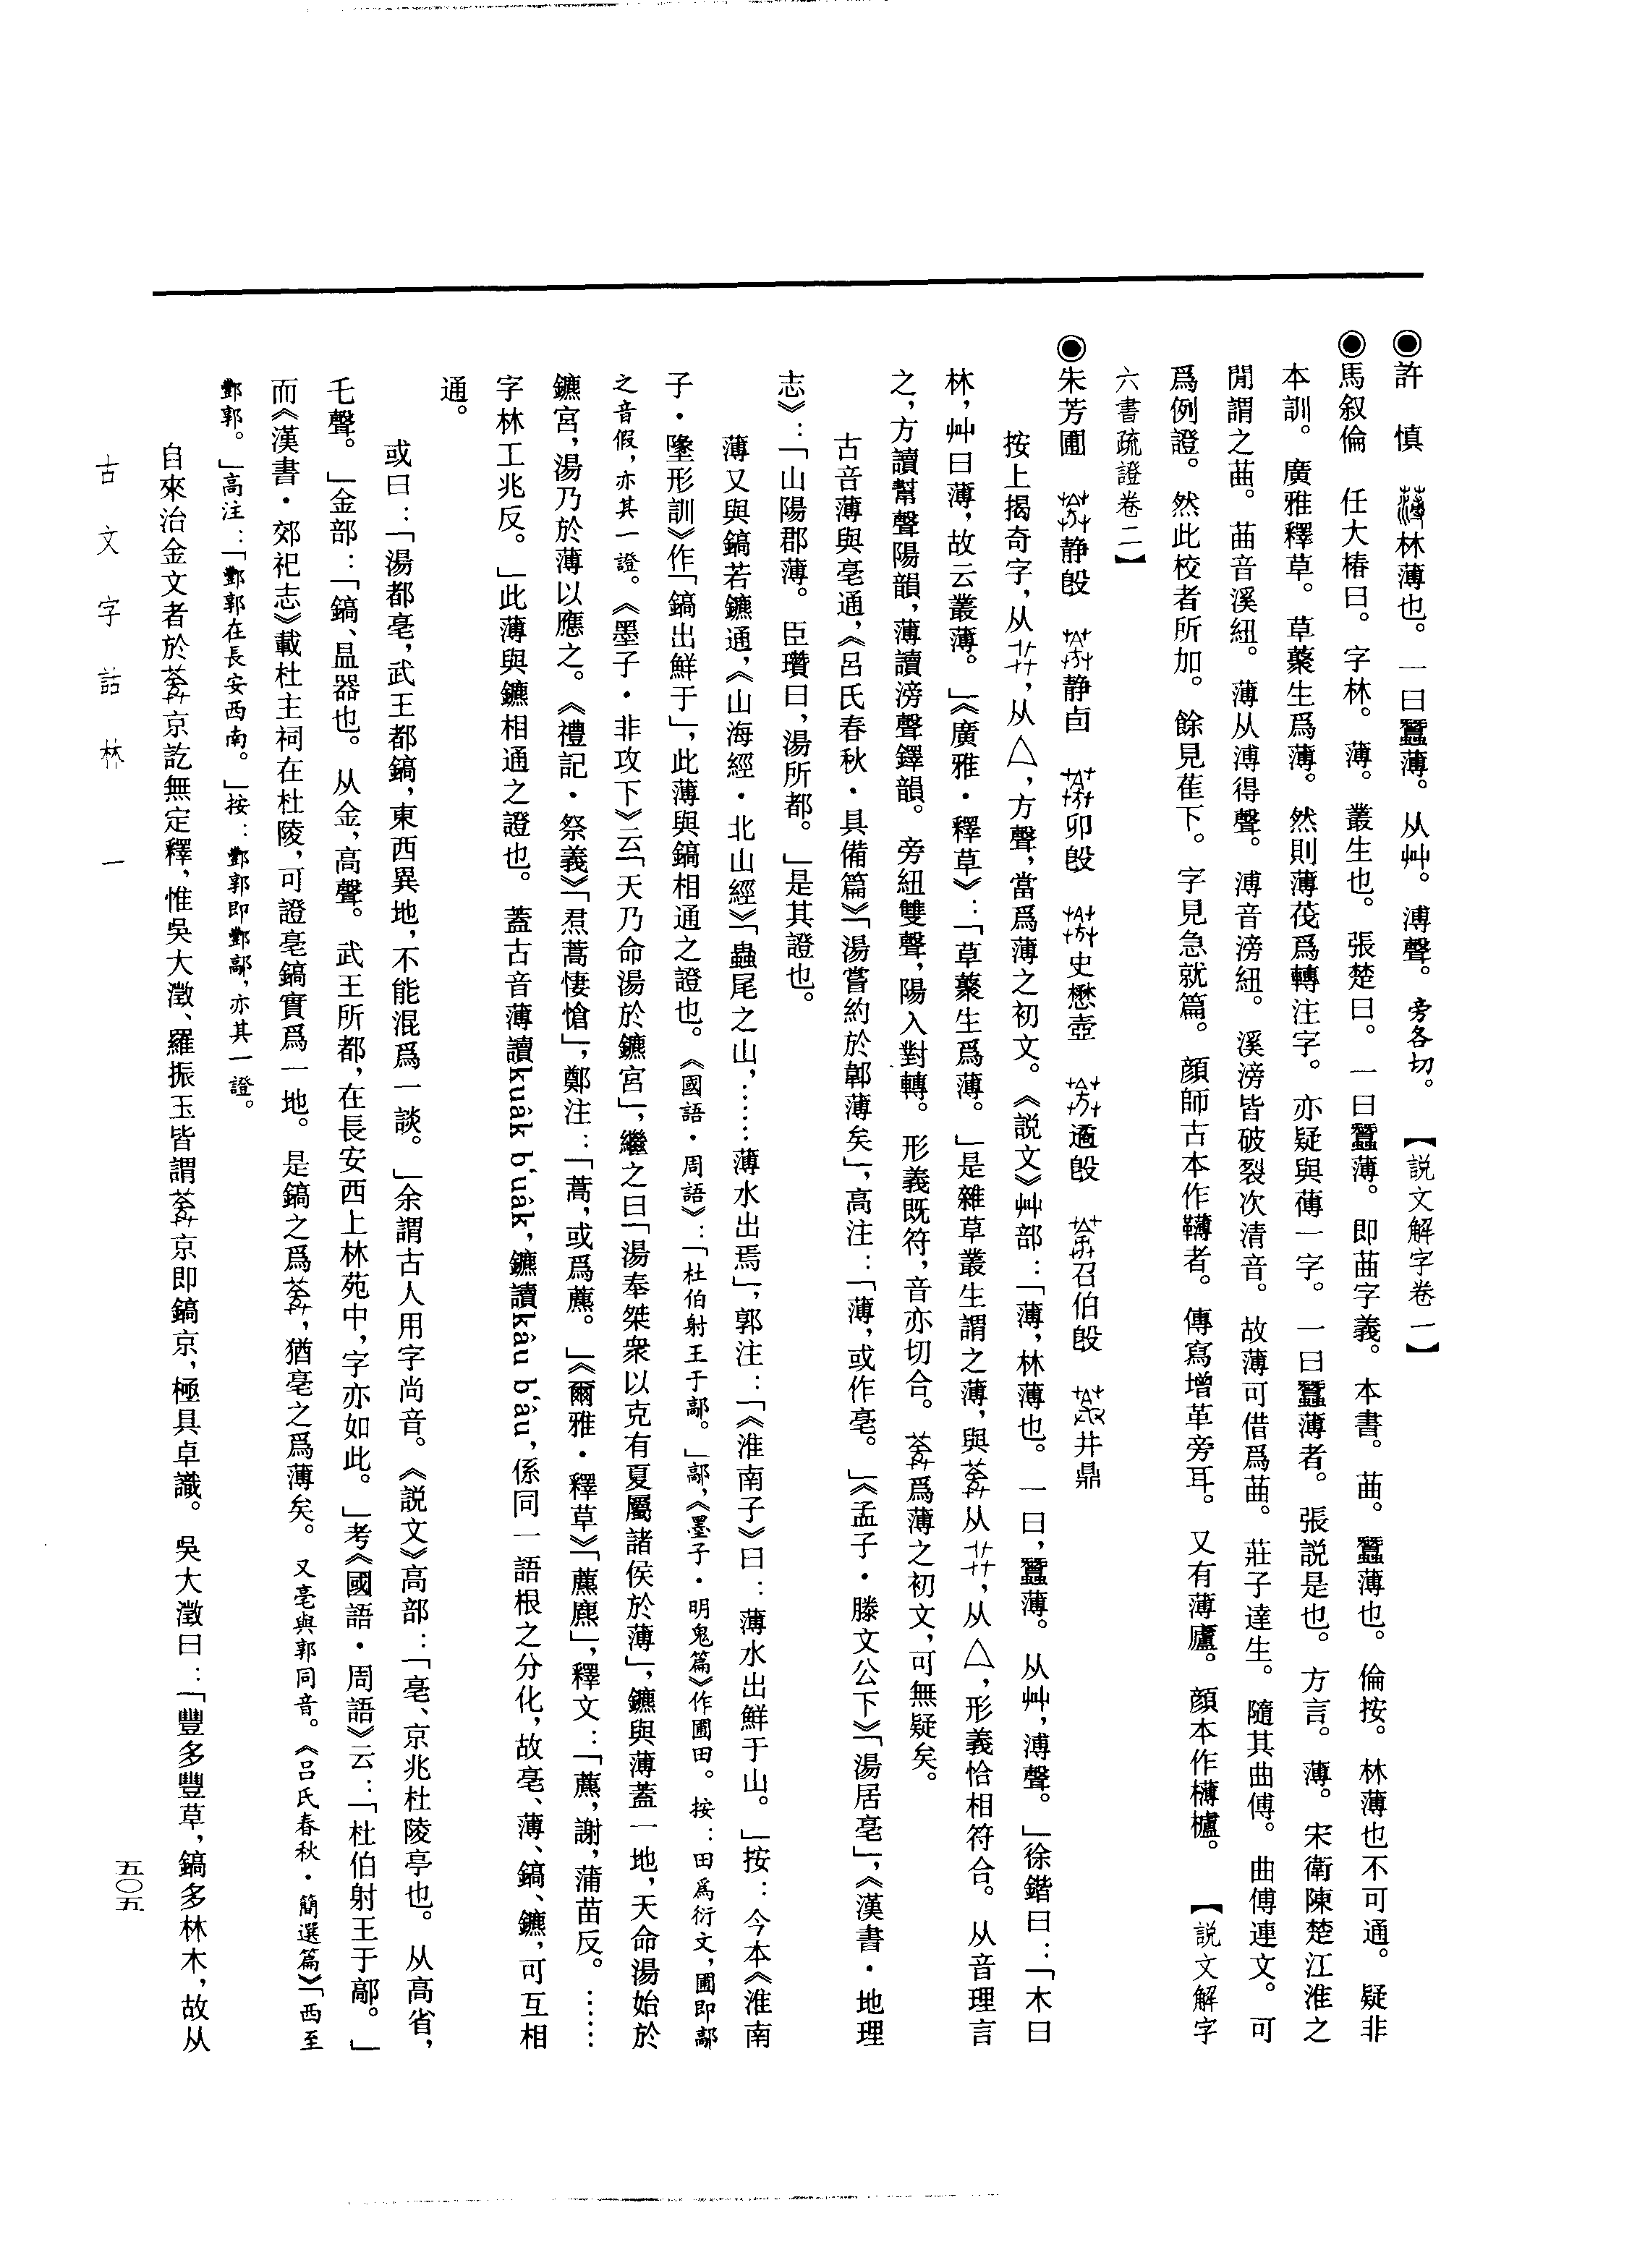 ◉許　慎　林薄也。一曰蠶薄。从艸。溥聲。旁各切。【説文解字卷一】
◉馬叙倫　任大椿曰。字林。薄。叢生也。張楚曰。一曰蠶薄。即苖字義。本書。苖。蠶薄也。倫按。林薄也不可通。疑非
本訓。廣雅釋草。草藂生爲薄。然則薄茷爲轉注字。亦疑與蒪一字。一曰蠶薄者。張説是也。方言。薄。宋衛陳楚江淮之
閒謂之苖。曲音溪紐。薄从溥得聲。溥音滂紐。溪滂皆破裂次清音。故薄可借爲苖。莊子達生。隨其曲傅。曲傅連文。可
爲例證。然此校者所加。餘見萑下。字見急就篇。顔師古本作者。傳寫增革旁耳。又有薄廬。顔本作欂櫨。【説文解字
六書疏證卷二】
◉朱芳圃　静𣪘　静卣　卯𣪘　史懋壺　遹𣪘　召伯𣪘　井鼎
按上揭奇字，从茻，从△，方聲，當爲薄之初文。《説文》艸部：「薄，林薄也。一曰，蠶薄。从艸，溥聲。」徐鍇曰：「木曰
林，艸曰薄，故云叢薄。」《廣雅·釋草》：「草藂生爲薄。」是雜草叢生謂之薄，與从茻，从△，形義恰相符合。从音理言
之，方讀幫聲陽韻，薄讀滂聲鐸韻。旁紐雙聲，陽入對轉。形義既符，音亦切合。爲薄之初文，可無疑矣。
古音薄與亳通，《呂氏春秋·具備篇》「湯嘗約於郼薄矣」，高注：「薄，或作亳。」《孟子·滕文公下》「湯居亳」，《漢書·地理
志》：「山陽郡薄。臣瓚曰，湯所都。」是其證也。
薄又與鎬若鑣通，《山海經·北山經》「蟲尾之山，……薄水出焉」，郭注：「《淮南子》曰：薄水出鮮于山。」按：今本《淮南
子·墬形訓》作「鎬出鮮于」，此薄與鎬相通之證也。《國語·周語》：「杜伯射王于鄗。」鄗，《墨子·明鬼篇》作圃田。按：田爲衍文，圃即鄗
之音假，亦其一證。《墨子·非攻下》云「天乃命湯於鑣宮」，繼之曰「湯奉桀衆以克有夏屬諸侯於薄」，鑣與薄蓋一地，天命湯始於
鑣宮，湯乃於薄以應之。《禮記·祭義》「焄蒿悽愴」，鄭注：「蒿，或爲藨。」《爾雅·釋草》「藨麃」，釋文：「藨，謝，蒲苗反。……
字林工兆反。」此薄與鑣相通之證也。蓋古音薄讀kuâk b‘uâk，鑣讀kâu b‘âu，係同一語根之分化，故亳、薄、鎬、鑣，可互相
通。
或曰：「湯都亳，武王都鎬，東西異地，不能混爲一談。」余謂古人用字尚音。《説文》高部：「亳、京兆杜陵亭也。从高省，
乇聲。」金部：「鎬、昷器也。从金，高聲。武王所都，在長安西上林苑中，字亦如此。」考《國語·周語》云：「杜伯射王于鄗。」
而《漢書·郊祀志》載杜主祠在杜陵，可證亳鎬實爲一地。是鎬之爲，猶亳之爲薄矣。又亳與郭同音。《呂氏春秋·簡選篇》「西至
酆郭。」高注：「酆郭在長安西南。」按：酆郭即酆鄗，亦其一證。
自來治金文者於京訖無定釋，惟吳大澂、羅振玉皆謂京即鎬京，極具卓識。吳大澂曰：「豐多豐草，鎬多林木，故从
古文字詁林　一
五〇五